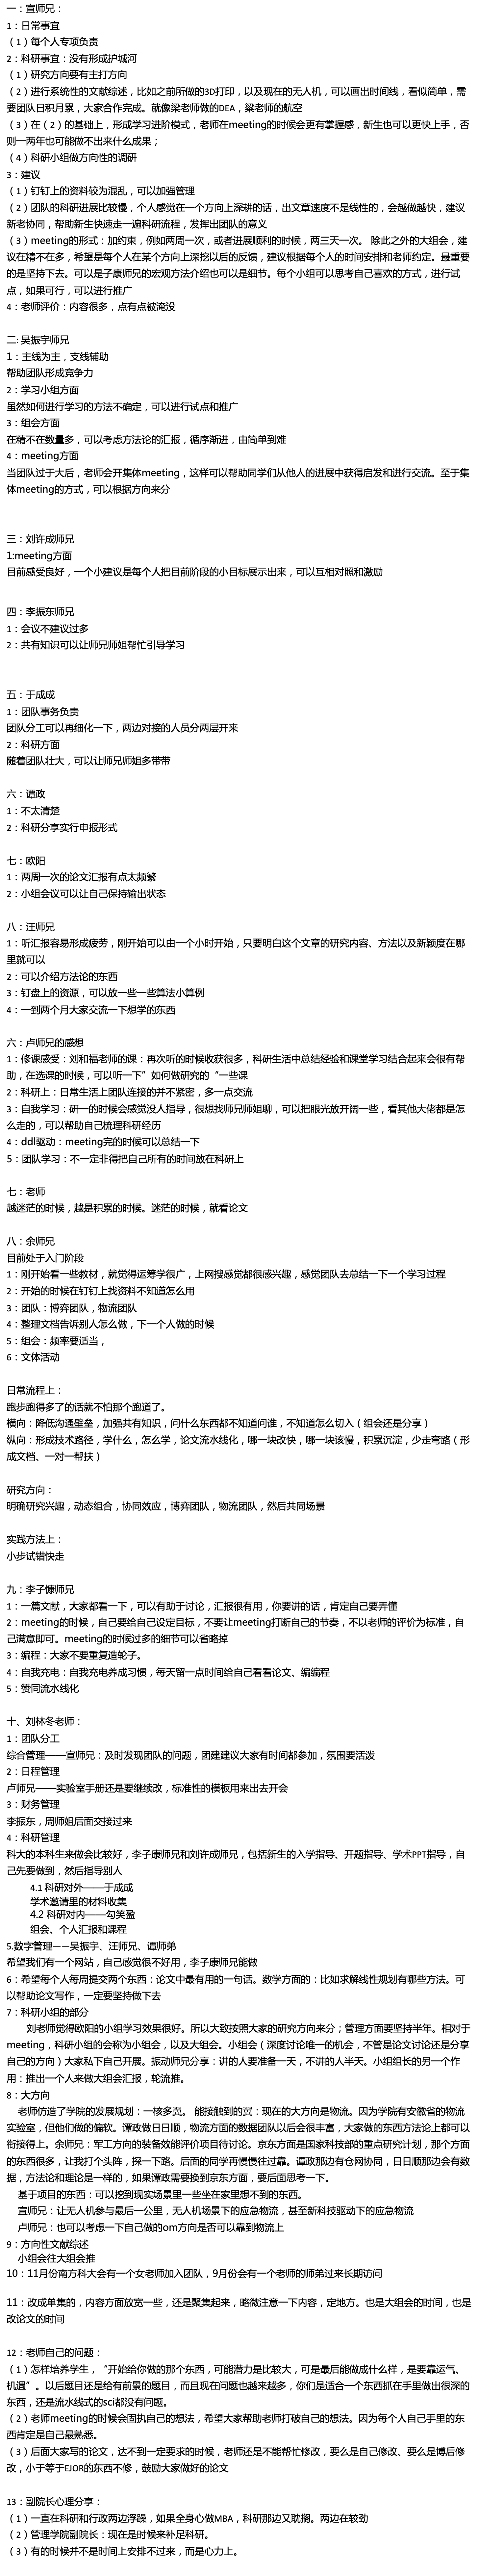 一：宣师兄：
1：日常事宜
（1）每个人专项负责
2：科研事宜：没有形成护城河
（1）研究方向要有主打方向
（2）进行系统性的文献综述，比如之前所做的3D打印，以及现在的无人机，可以画出时间线，看似简单，需
要团队日积月累，大家合作完成。就像梁老师做的DEA，粱老师的航空
（3）在（2）的基础上，形成学习进阶模式，老师在meeting的时候会更有掌握感，新生也可以更快上手，否
则一两年也可能做不出来什么成果；
（4）科研小组做方向性的调研
3：建议
（1）钉钉上的资料较为混乱，可以加强管理
（2）团队的科研进展比较慢，个人感觉在一个方向上深耕的话，出文章速度不是线性的，会越做越快，建议
新老协同，帮助新生快速走一遍科研流程，发挥出团队的意义
（3）meeting的形式：加约束，例如两周一次，或者进展顺利的时候，两三天一次。 除此之外的大组会，建
议在精不在多，希望是每个人在某个方向上深挖以后的反馈，建议根据每个人的时间安排和老师约定。最重要
的是坚持下去。可以是子康师兄的宏观方法介绍也可以是细节。每个小组可以思考自己喜欢的方式，进行试
点，如果可行，可以进行推广
4：老师评价：内容很多，点有点被淹没
二: 吴振宇师兄
1：主线为主，支线辅助
帮助团队形成竞争力
2：学习小组方面
虽然如何进行学习的方法不确定，可以进行试点和推广
3：组会方面
在精不在数量多，可以考虑方法论的汇报，循序渐进，由简单到难
4：meeting方面
当团队过于大后，老师会开集体meeting，这样可以帮助同学们从他人的进展中获得启发和进行交流。至于集
体meeting的方式，可以根据方向来分
三：刘许成师兄
1:meeting方面
目前感受良好，一个小建议是每个人把目前阶段的小目标展示出来，可以互相对照和激励
四：李振东师兄
1：会议不建议过多
2：共有知识可以让师兄师姐帮忙引导学习
五：于成成
1：团队事务负责
团队分工可以再细化一下，两边对接的人员分两层开来
2：科研方面
随着团队壮大，可以让师兄师姐多带带
六：谭政
1：不太清楚
2：科研分享实行申报形式
七：欧阳
1：两周一次的论文汇报有点太频繁
2：小组会议可以让自己保持输出状态
八：汪师兄
1：听汇报容易形成疲劳，刚开始可以由一个小时开始，只要明白这个文章的研究内容、方法以及新颖度在哪
里就可以
2：可以介绍方法论的东西
3：钉盘上的资源，可以放一些一些算法小算例
4：一到两个月大家交流一下想学的东西
六：卢师兄的感想
1：修课感受：刘和福老师的课：再次听的时候收获很多，科研生活中总结经验和课堂学习结合起来会很有帮
助，在选课的时候，可以听一下”如何做研究的“一些课
2：科研上：日常生活上团队连接的并不紧密，多一点交流
3：自我学习：研一的时候会感觉没人指导，很想找师兄师姐聊，可以把眼光放开阔一些，看其他大佬都是怎
么走的，可以帮助自己梳理科研经历
4：ddl驱动：meeting完的时候可以总结一下
5：团队学习：不一定非得把自己所有的时间放在科研上
七：老师
越迷茫的时候，越是积累的时候。迷茫的时候，就看论文
八：余师兄
目前处于入门阶段
1：刚开始看一些教材，就觉得运筹学很广，上网搜感觉都很感兴趣，感觉团队去总结一下一个学习过程
2：开始的时候在钉钉上找资料不知道怎么用
3：团队：博弈团队，物流团队
4：整理文档告诉别人怎么做，下一个人做的时候
5：组会：频率要适当，
6：文体活动
日常流程上：
跑步跑得多了的话就不怕那个跑道了。
横向：降低沟通壁垒，加强共有知识，问什么东西都不知道问谁，不知道怎么切入（组会还是分享）
纵向：形成技术路径，学什么，怎么学，论文流水线化，哪一块改快，哪一块该慢，积累沉淀，少走弯路（形
成文档、一对一帮扶）
研究方向：
明确研究兴趣，动态组合，协同效应，博弈团队，物流团队，然后共同场景
实践方法上：
小步试错快走
九：李子慷师兄
1：一篇文献，大家都看一下，可以有助于讨论，汇报很有用，你要讲的话，肯定自己要弄懂
2：meeting的时候，自己要给自己设定目标，不要让meeting打断自己的节奏，不以老师的评价为标准，自
己满意即可。meeting的时候过多的细节可以省略掉
3：编程：大家不要重复造轮子。
4：自我充电：自我充电养成习惯，每天留一点时间给自己看看论文、编编程
5：赞同流水线化
十、刘林冬老师：
1：团队分工
综合管理——宣师兄：及时发现团队的问题，团建建议大家有时间都参加，氛围要活泼
2：日程管理
卢师兄——实验室手册还是要继续改，标准性的模板用来出去开会
3：财务管理
李振东，周师姐后面交接过来
4：科研管理
科大的本科生来做会比较好，李子康师兄和刘许成师兄，包括新生的入学指导、开题指导、学术PPT指导，自
己先要做到，然后指导别人
4.1 科研对外——于成成
学术邀请里的材料收集
4.2 科研对内——勾笑盈
组会、个人汇报和课程
5.数字管理——吴振宇、汪师兄、谭师弟
希望我们有一个网站，自己感觉很不好用，李子康师兄能做
6：希望每个人每周提交两个东西：论文中最有用的一句话。数学方面的：比如求解线性规划有哪些方法。可
以帮助论文写作，一定要坚持做下去
7：科研小组的部分
刘老师觉得欧阳的小组学习效果很好。所以大致按照大家的研究方向来分；管理方面要坚持半年。相对于
meeting，科研小组的会称为小组会，以及大组会。小组会（深度讨论唯一的机会，不管是论文讨论还是分享
自己的方向）大家私下自己开展。振动师兄分享：讲的人要准备一天，不讲的人半天。小组组长的另一个作
用：推出一个人来做大组会汇报，轮流推。
8：大方向
老师仿造了学院的发展规划：一核多翼。 能接触到的翼：现在的大方向是物流。因为学院有安徽省的物流
实验室，但他们做的偏软。谭政做日日顺，物流方面的数据团队以后会很丰富，大家做的东西方法论上都可以
衔接得上。余师兄：军工方向的装备效能评价项目待讨论。京东方面是国家科技部的重点研究计划，那个方面
的东西很多，让我打个头阵，探一下路。后面的同学再慢慢往过靠。谭政那边有仓网协同，日日顺那边会有数
据，方法论和理论是一样的，如果谭政需要换到京东方面，要后面思考一下。
基于项目的东西：可以挖到现实场景里一些坐在家里想不到的东西。
宣师兄：让无人机参与最后一公里，无人机场景下的应急物流，甚至新科技驱动下的应急物流
卢师兄：也可以考虑一下自己做的om方向是否可以靠到物流上
9：方向性文献综述
小组会往大组会推
10：11月份南方科大会有一个女老师加入团队，9月份会有一个老师的师弟过来长期访问
11：改成单集的，内容方面放宽一些，还是聚集起来，略微注意一下内容，定地方。也是大组会的时间，也是
改论文的时间
12：老师自己的问题：
（1）怎样培养学生，“开始给你做的那个东西，可能潜力是比较大，可是最后能做成什么样，是要靠运气、
机遇”。以后题目还是给有前景的题目，而且现在问题也越来越多，你们是适合一个东西抓在手里做出很深的
东西，还是流水线式的sci都没有问题。
（2）老师meeting的时候会固执自己的想法，希望大家帮助老师打破自己的想法。因为每个人自己手里的东
西肯定是自己最熟悉。
（3）后面大家写的论文，达不到一定要求的时候，老师还是不能帮忙修改，要么是自己修改、要么是博后修
改，小于等于EJOR的东西不修，鼓励大家做好的论文
13：副院长心理分享：
（1）一直在科研和行政两边浮躁，如果全身心做MBA，科研那边又耽搁。两边在较劲
（2）管理学院副院长：现在是时候来补足科研。
（3）有的时候并不是时间上安排不过来，而是心力上。